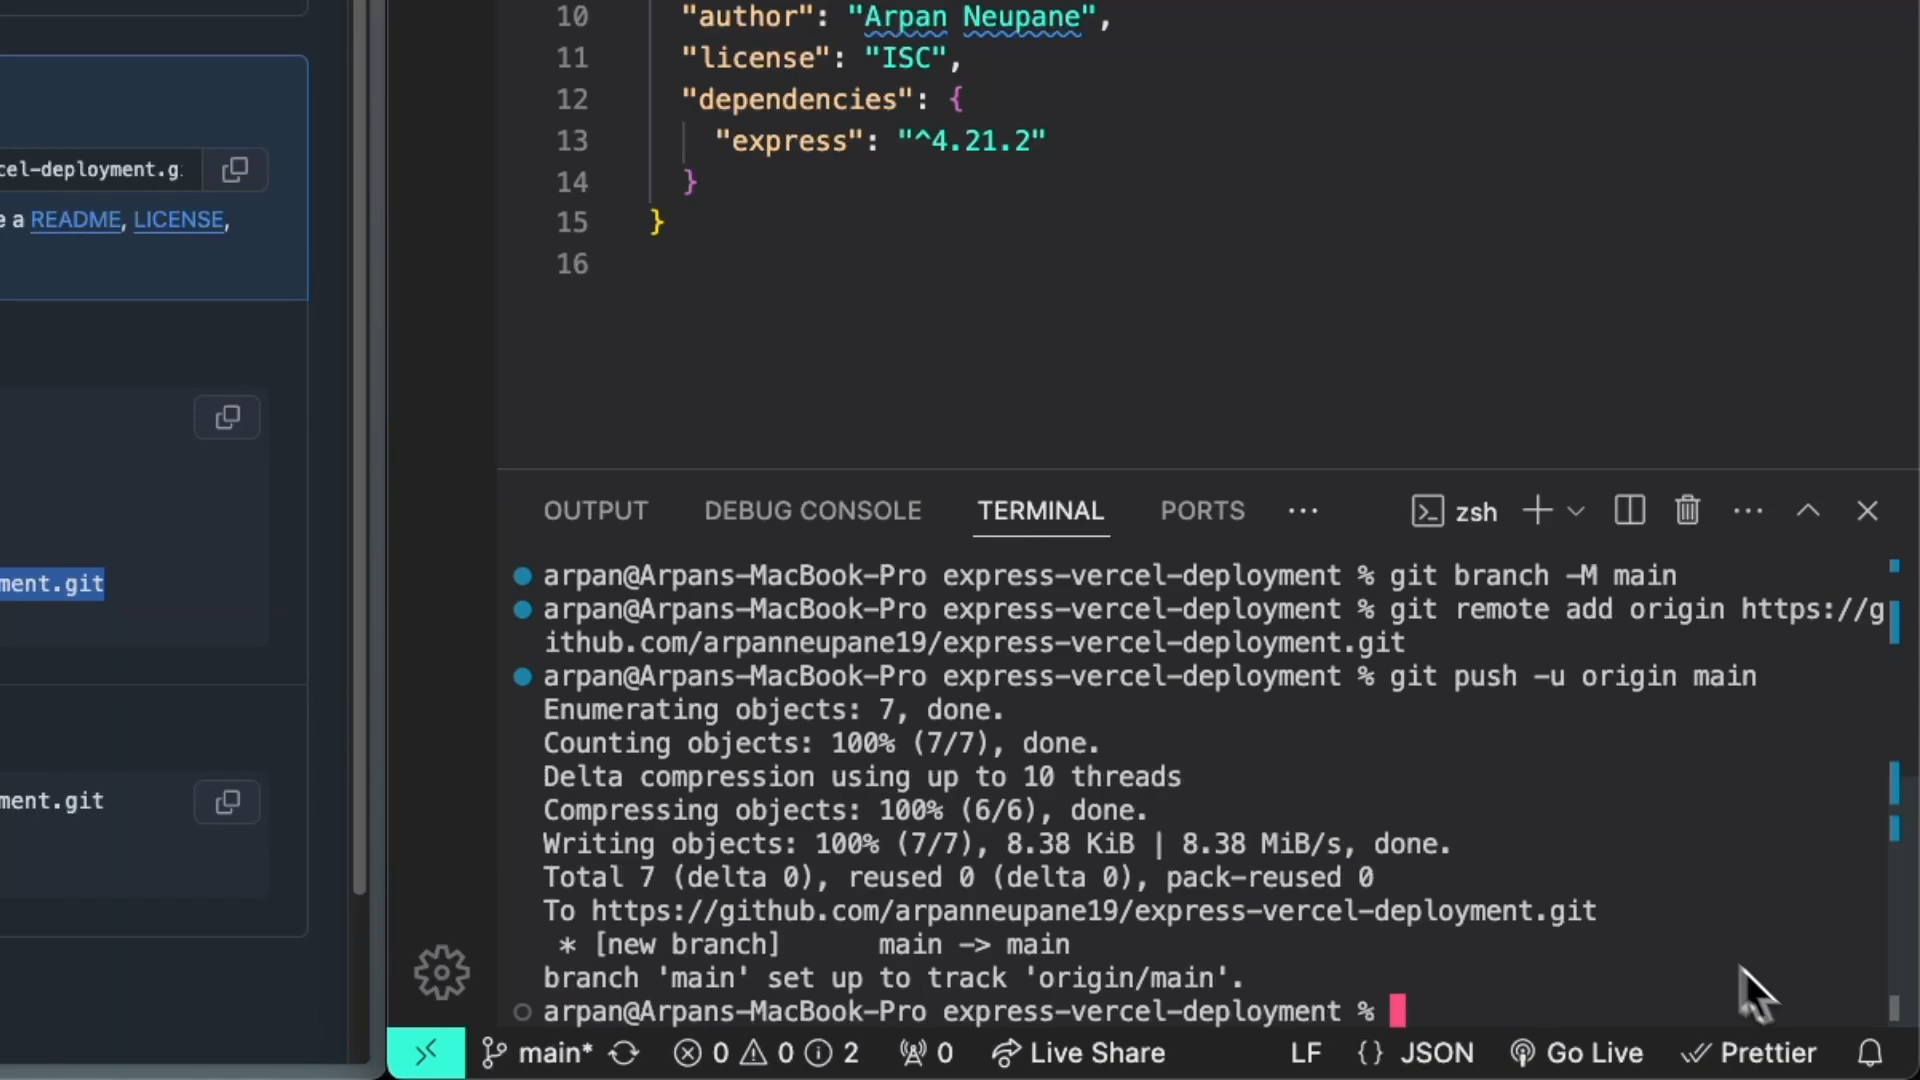 cel-deployment.g
e a README, LICENSE,
ment.git
ment.git
10 "author": "Arpan Neupane",
11 "license": "ISC",
12 "dependencies": {
13 "express": "^4.21.2"
14 }
15 }
16
OUTPUT DEBUG CONSOLE TERMINAL PORTS ... zsh
arpan@Arpans-MacBook-Pro express-vercel-deployment % git branch -M main
arpan@Arpans-MacBook-Pro express-vercel-deployment % git remote add origin https://g
ithub.com/arpanneupane19/express-vercel-deployment.git
arpan@Arpans-MacBook-Pro express-vercel-deployment % git push -u origin main
Enumerating objects: 7, done.
Counting objects: 100% (7/7), done.
Delta compression using up to 10 threads
Compressing objects: 100% (6/6), done.
Writing objects: 100% (7/7), 8.38 KiB | 8.38 MiB/s, done.
Total 7 (delta 0), reused 0 (delta 0), pack-reused 0
To https://github.com/arpanneupane19/express-vercel-deployment.git
* [new branch] main -> main
branch 'main' set up to track 'origin/main'.
arpan@Arpans-MacBook-Pro express-vercel-deployment %
main* 0 0 2 0 Live Share LF {} JSON Go Live Prettier